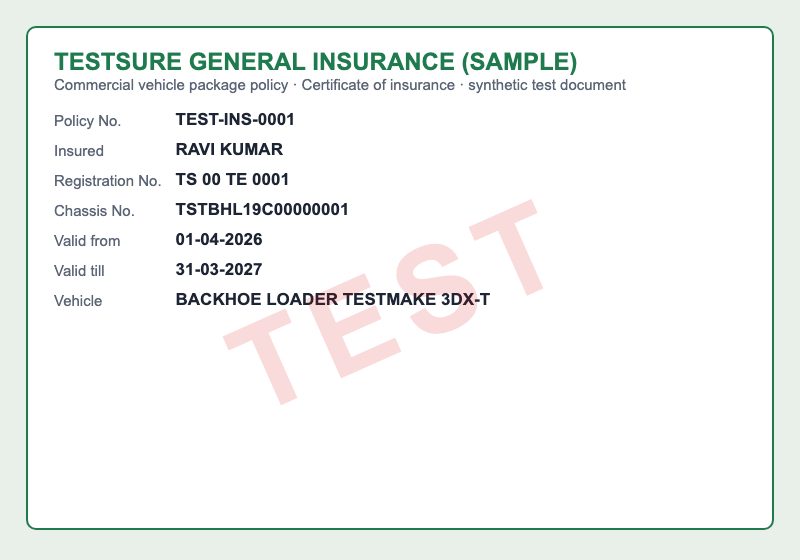 TESTSURE GENERAL INSURANCE (SAMPLE)
Commercial vehicle package policy · Certificate of insurance · synthetic test document
Policy No. TEST-INS-0001
Insured RAVI KUMAR
Registration No. TS 00 TE 0001
Chassis No. TSTBHL19C00000001
Valid from 01-04-2026
Valid till 31-03-2027
Vehicle BACKHOE LOADER TESTMAKE 3DX-T
TEST